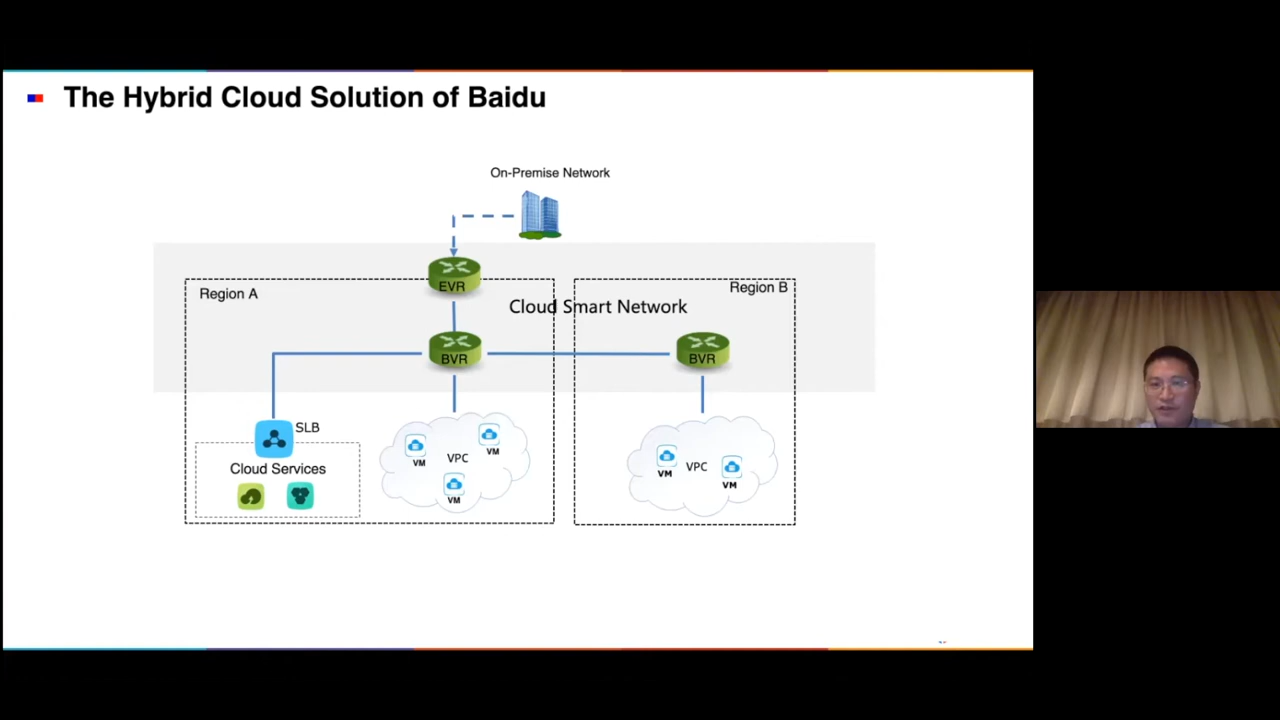 The Hybrid Cloud Solution of Baidu
On-Premise Network
EVR
Region A
Region B
Cloud Smart Network
BVR
BVR
SLB
Cloud Services
VM
VPC
VM
VM
VM
VPC
VM